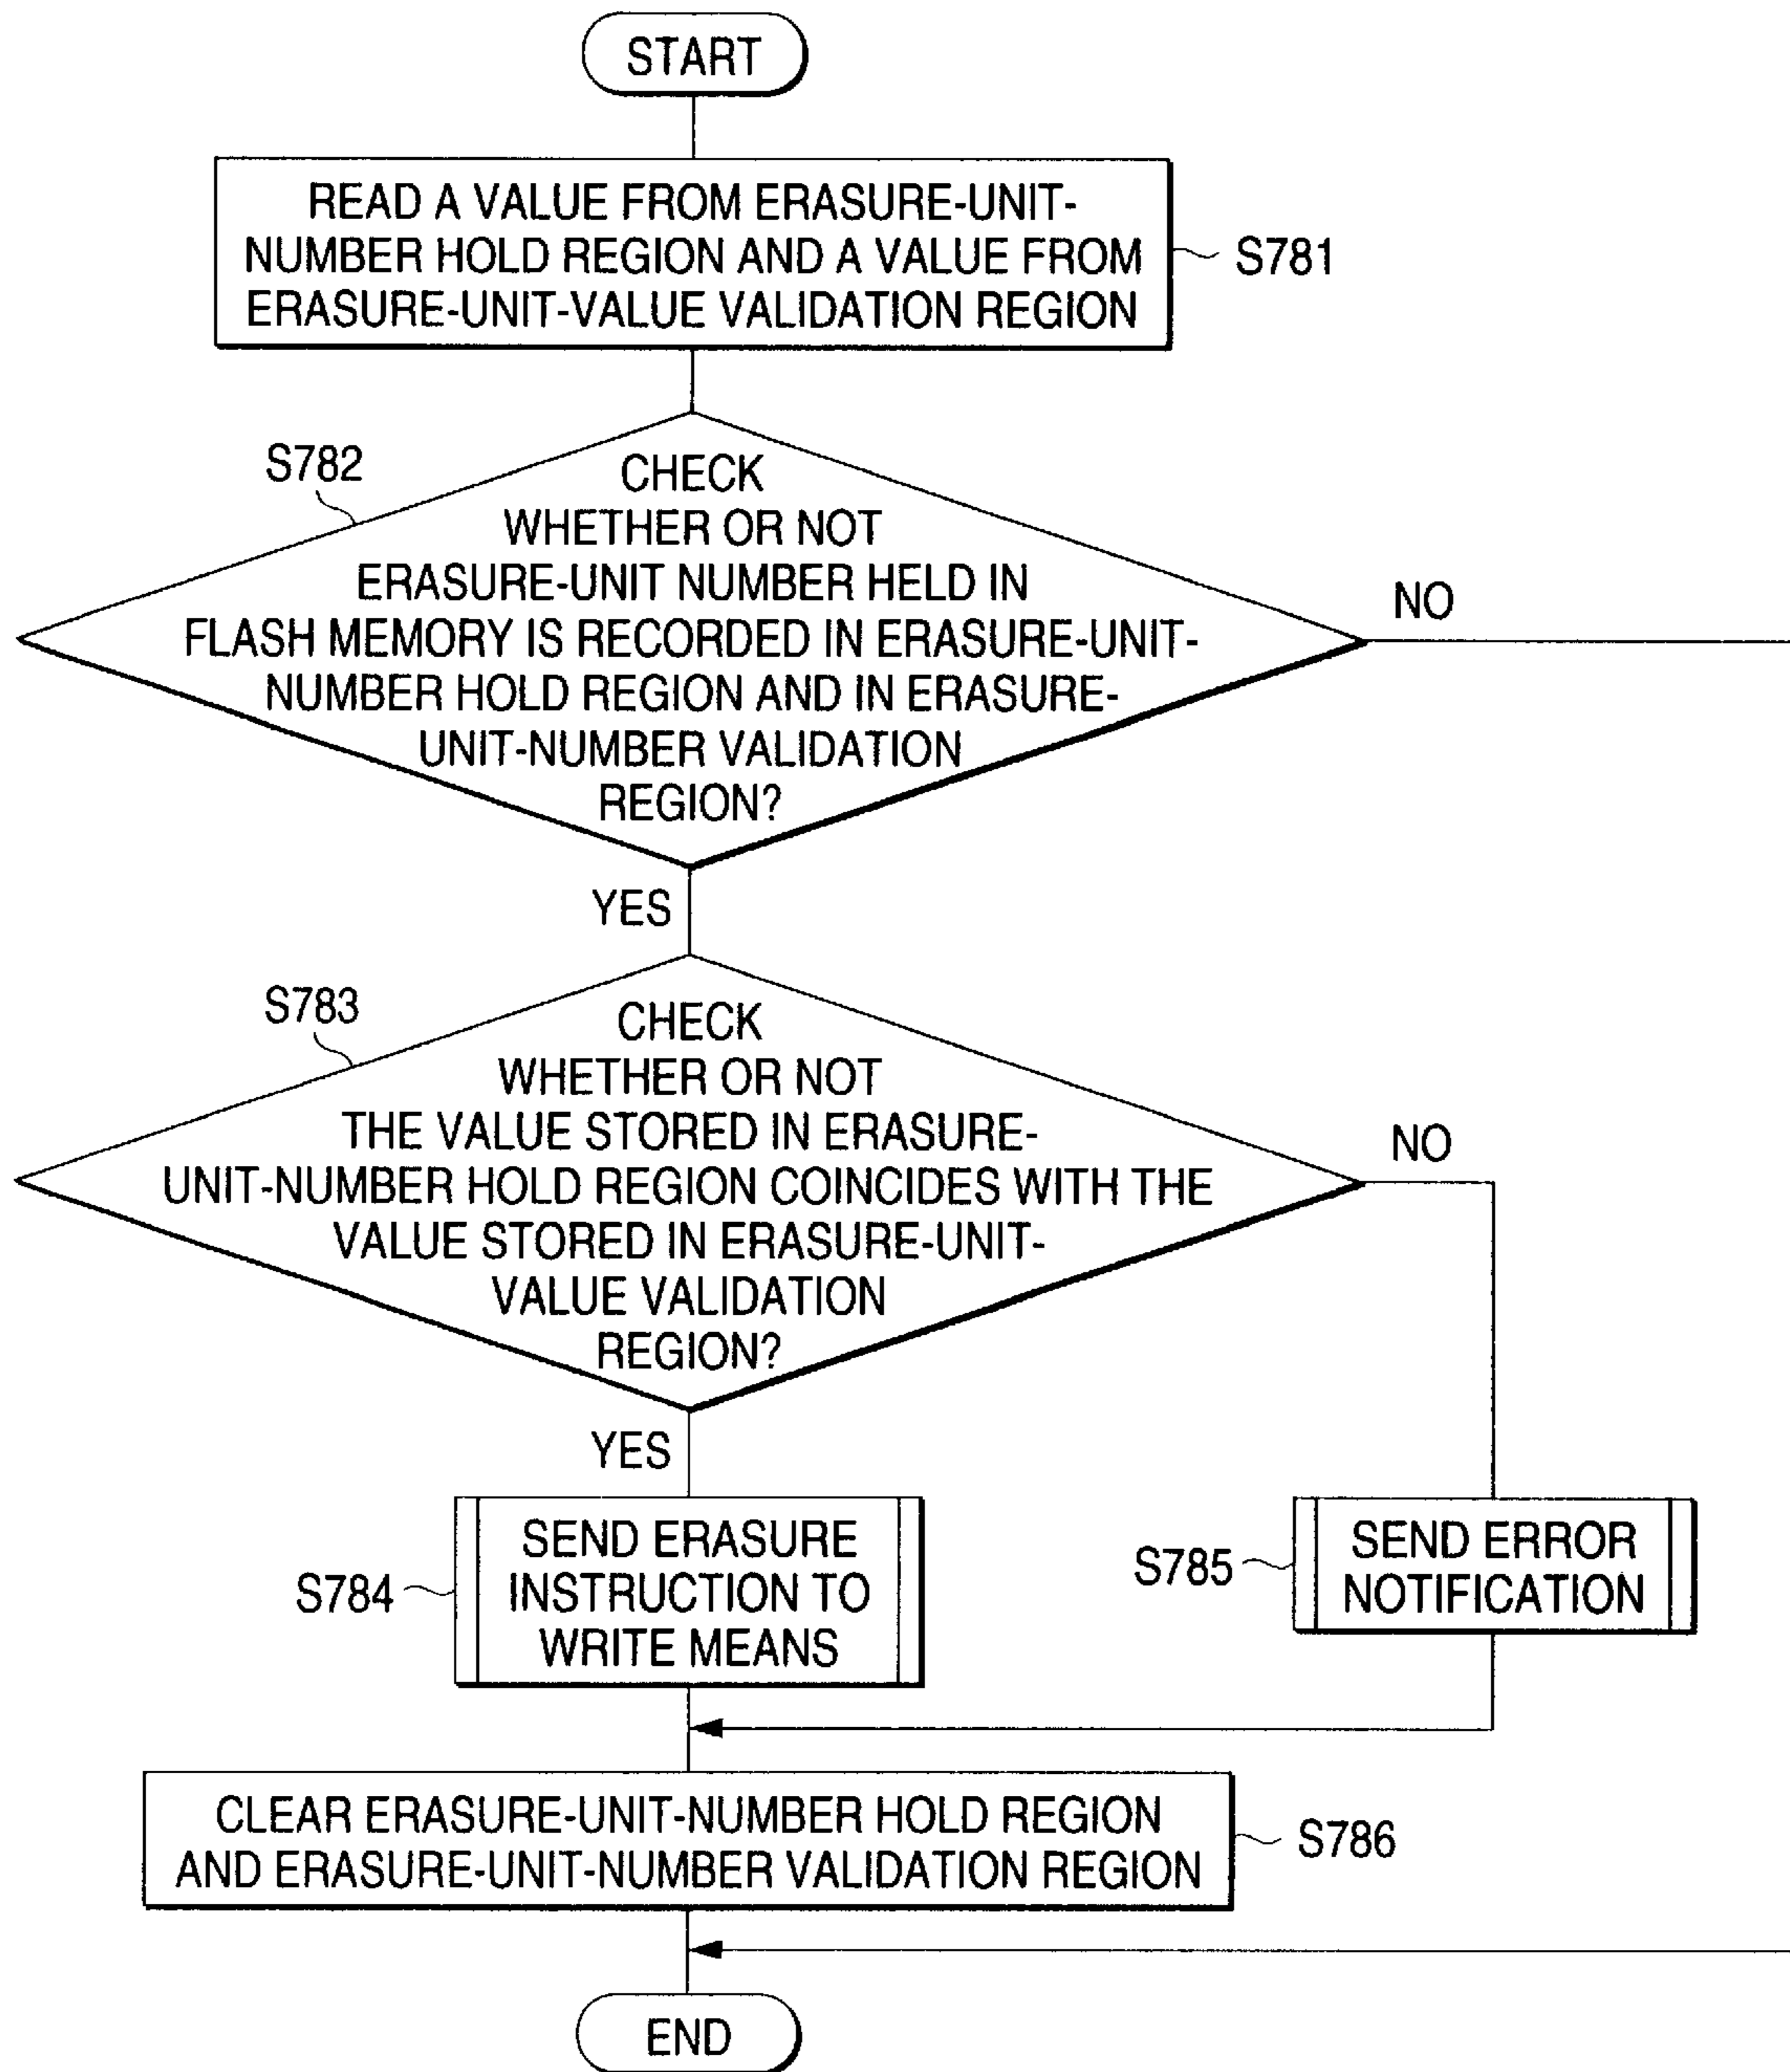 START
READ A VALUE FROM ERASURE-UNIT-
NUMBER HOLD REGION AND A VALUE FROM
ERASURE-UNIT-VALUE VALIDATION REGION
S781
S782
CHECK
WHETHER OR NOT
ERASURE-UNIT NUMBER HELD IN
FLASH MEMORY IS RECORDED IN ERASURE-UNIT-
NUMBER HOLD REGION AND IN ERASURE-
UNIT-NUMBER VALIDATION
REGION?
NO
YES
S783
CHECK
WHETHER OR NOT
THE VALUE STORED IN ERASURE-
UNIT-NUMBER HOLD REGION COINCIDES WITH THE
VALUE STORED IN ERASURE-UNIT-
VALUE VALIDATION
REGION?
NO
YES
S784
SEND ERASURE
INSTRUCTION TO
WRITE MEANS
S785
SEND ERROR
NOTIFICATION
CLEAR ERASURE-UNIT-NUMBER HOLD REGION
AND ERASURE-UNIT-NUMBER VALIDATION REGION
S786
END